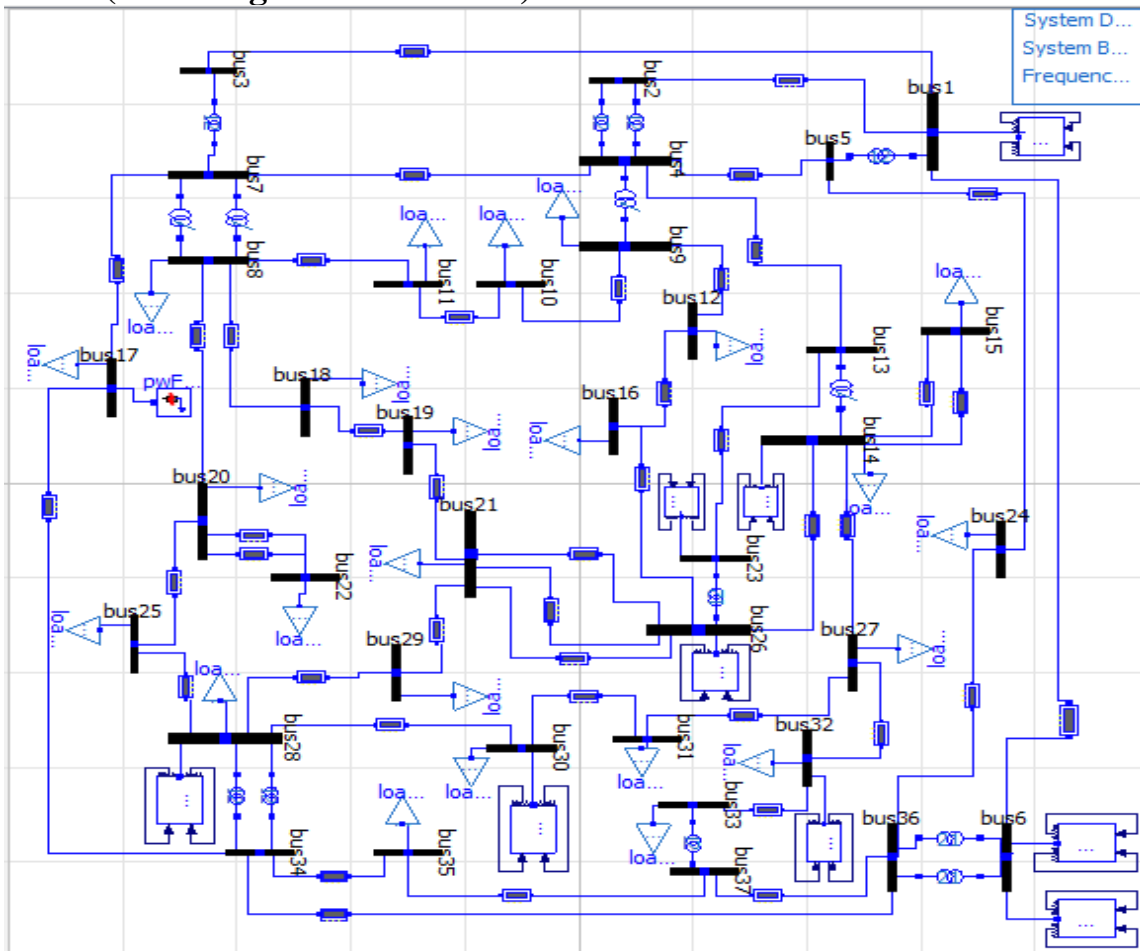 System D...
System B...
Frequenc...
bus3
bus2
bus1
bus5
bus7
bus4
loa...
loa...
loa...
bus8
bus9
bus11
bus10
loa...
bus12
loa...
bus15
bus13
loa...
bus17
pwF...
loa...
bus18
loa...
bus19
loa...
bus16
loa...
bus14
loa...
bus20
loa...
bus21
bus24
loa...
bus22
loa...
loa...
bus23
bus25
loa...
loa...
bus29
loa...
bus26
bus27
loa...
bus28
bus30
loa...
bus31
loa...
bus32
loa...
bus33
loa...
bus34
loa...
bus35
bus37
bus36
bus6
...
...
...
...
...
...
...
...
...